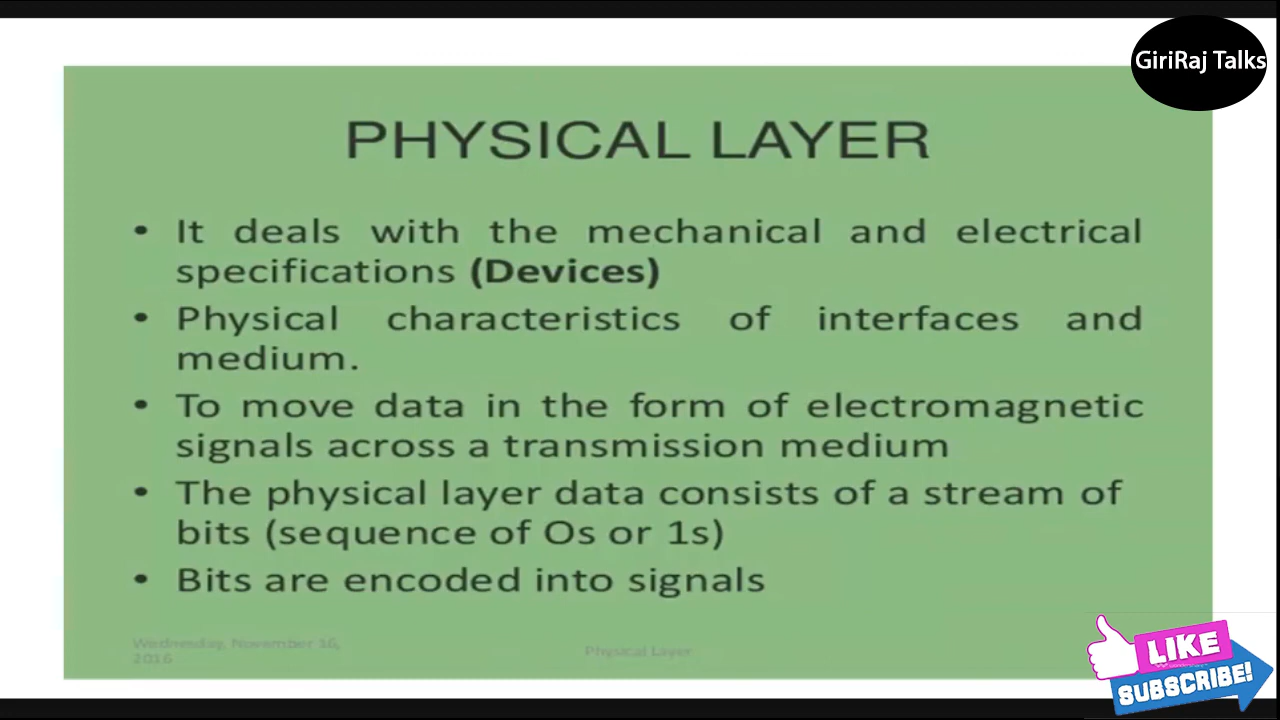 GiriRaj Talks
PHYSICAL LAYER
• It deals with the mechanical and electrical
specifications (Devices)
• Physical characteristics of interfaces and
medium.
• To move data in the form of electromagnetic
signals across a transmission medium
• The physical layer data consists of a stream of
bits (sequence of Os or 1s)
• Bits are encoded into signals
Wednesday, November 16,
2016
Physical Layer
LIKE
SUBSCRIBE!